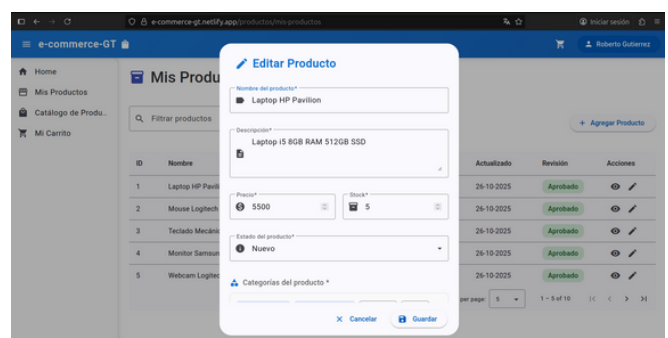 e-commerce-gt.netlify.app/productos/mis-productos
Iniciar sesión
e-commerce-GT
Roberto Gutierrez
Home
Mis Productos
Catálogo de Produ..
Mi Carrito
Mis Produ
Filtrar productos
+ Agregar Producto
ID Nombre Actualizado Revisión Acciones
1 Laptop HP Pavili 26-10-2025 Aprobado
2 Mouse Logitech 26-10-2025 Aprobado
3 Teclado Mecánic 26-10-2025 Aprobado
4 Monitor Samsun 26-10-2025 Aprobado
5 Webcam Logitec 26-10-2025 Aprobado
per page: 5 1 – 5 of 10
Editar Producto
Nombre del producto*
Laptop HP Pavilion
Descripción*
Laptop i5 8GB RAM 512GB SSD
Precio* Stock*
5500 5
Estado del producto*
Nuevo
Categorías del producto *
Cancelar Guardar